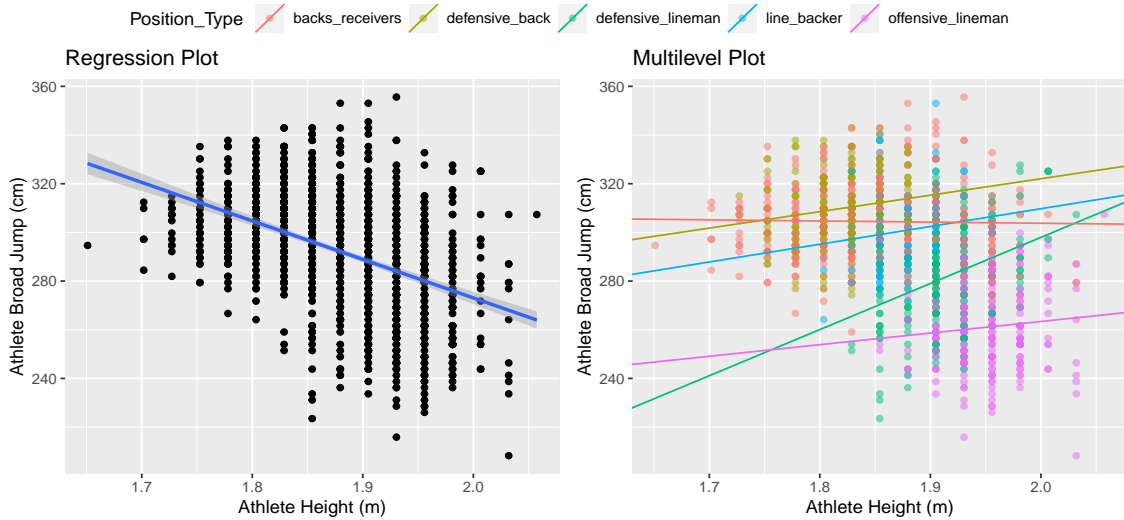 Position_Type backs_receivers defensive_back defensive_lineman line_backer offensive_lineman
Regression Plot
360
320
280
240
1.7 1.8 1.9 2.0
Athlete Height (m)
Athlete Broad Jump (cm)
Multilevel Plot
360
320
280
240
1.7 1.8 1.9 2.0
Athlete Height (m)
Athlete Broad Jump (cm)